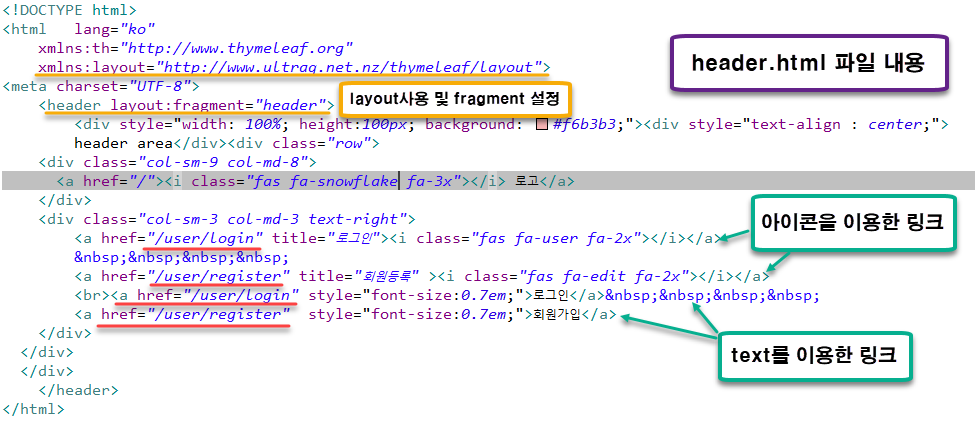 <!DOCTYPE html>
<html   lang="ko"
xmlns:th="http://www.thymeleaf.org"
xmlns:layout="http://www.ultraq.net.nz/thymeleaf/layout">
header.html 파일 내용
<meta charset="UTF-8">
<header layout:fragment="header">
layout사용 및 fragment 설정
<div style="width: 100%; height:100px; background: #f6b3b3;"><div style="text-align : center;">
header area</div><div class="row">
<div class="col-sm-9 col-md-8">
<a href="/"><i class="fas fa-snowflake fa-3x"></i> 로고</a>
</div>
<div class="col-sm-3 col-md-3 text-right">
<a href="/user/login" title="로그인"><i class="fas fa-user fa-2x"></i></a>
아이콘을 이용한 링크
&nbsp;&nbsp;&nbsp;&nbsp;
<a href="/user/register" title="회원등록" ><i class="fas fa-edit fa-2x"></i></a>
<br><a href="/user/login" style="font-size:0.7em;">로그인</a>&nbsp;&nbsp;&nbsp;&nbsp;
<a href="/user/register"  style="font-size:0.7em;">회원가입</a>
text를 이용한 링크
</div>
</div>
</div>
</header>
</html>